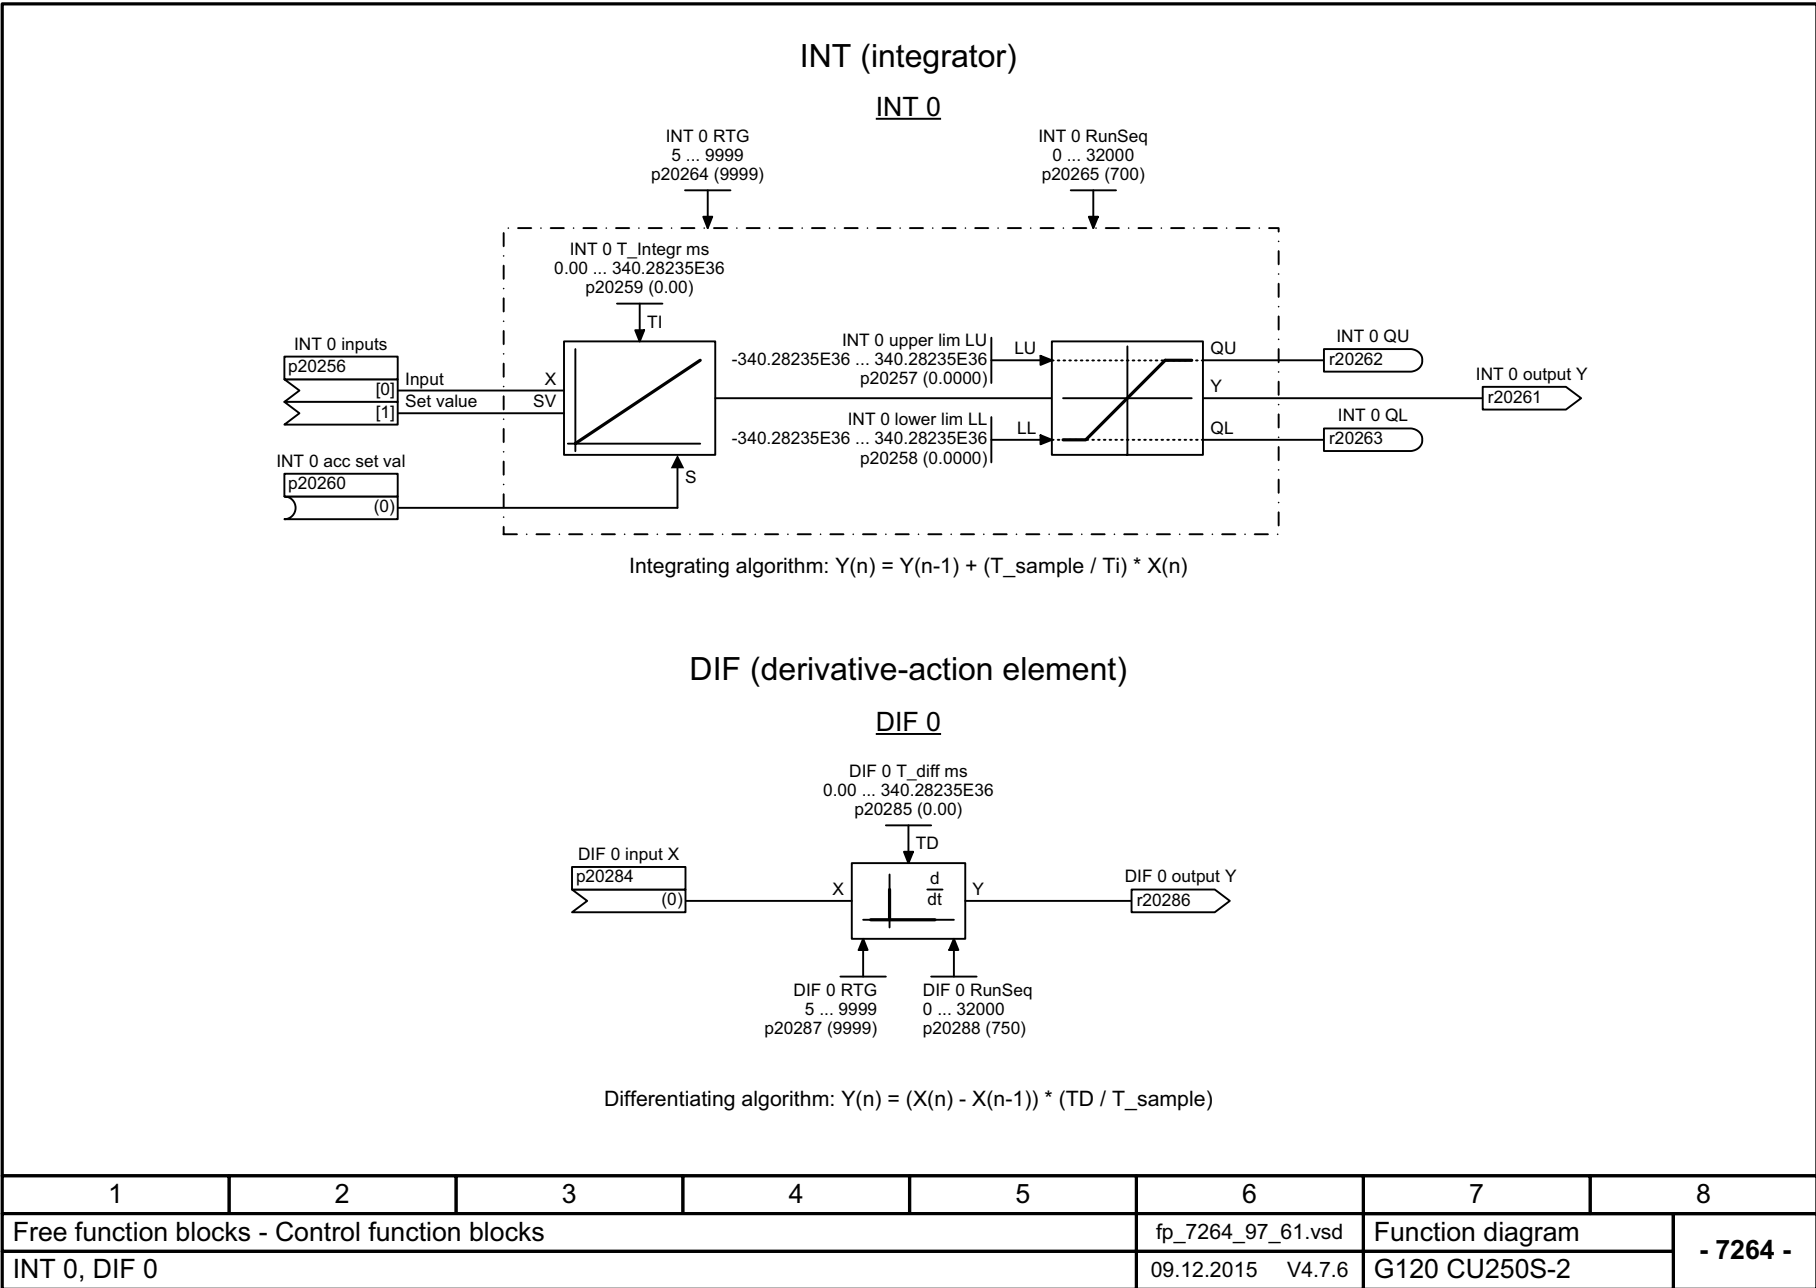 INT (integrator)
INT 0
INT 0 RTG
5 ... 9999
p20264 (9999)
INT 0 RunSeq
0 ... 32000
p20265 (700)
INT 0 T_Integr ms
0.00 ... 340.28235E36
p20259 (0.00)
TI
INT 0 inputs
p20256
[0]
[1]
Input
Set value
X
SV
INT 0 acc set val
p20260
(0)
S
INT 0 upper lim LU
-340.28235E36 ... 340.28235E36
p20257 (0.0000)
LU
INT 0 lower lim LL
-340.28235E36 ... 340.28235E36
p20258 (0.0000)
LL
QU
Y
QL
INT 0 QU
r20262
INT 0 output Y
r20261
INT 0 QL
r20263
Integrating algorithm: Y(n) = Y(n-1) + (T_sample / Ti) * X(n)
DIF (derivative-action element)
DIF 0
DIF 0 T_diff ms
0.00 ... 340.28235E36
p20285 (0.00)
TD
DIF 0 input X
p20284
(0)
X
d
dt
Y
DIF 0 output Y
r20286
DIF 0 RTG
5 ... 9999
p20287 (9999)
DIF 0 RunSeq
0 ... 32000
p20288 (750)
Differentiating algorithm: Y(n) = (X(n) - X(n-1)) * (TD / T_sample)
1 2 3 4 5 6 7 8
Free function blocks - Control function blocks
fp_7264_97_61.vsd
Function diagram
- 7264 -
INT 0, DIF 0
09.12.2015 V4.7.6
G120 CU250S-2